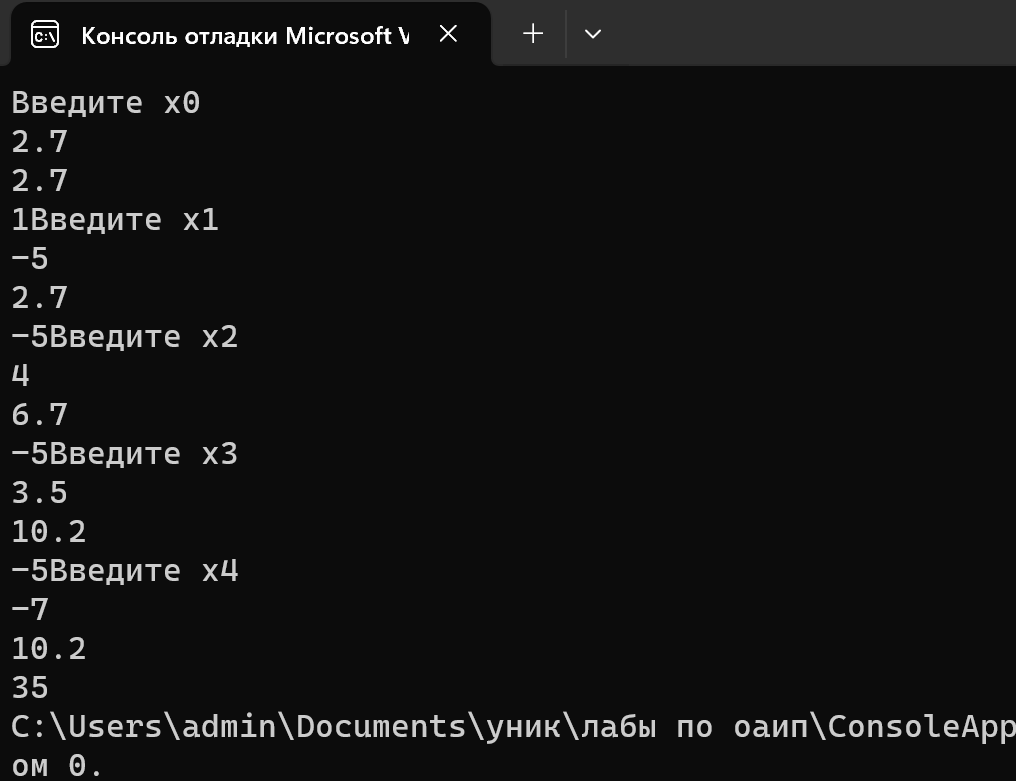 Консоль отладки Microsoft V
Введите x0
2.7
2.7
1Введите x1
-5
2.7
-5Введите x2
4
6.7
-5Введите x3
3.5
10.2
-5Введите x4
-7
10.2
35
C:\Users\admin\Documents\уник\лабы по оаип\ConsoleApp
ом 0.